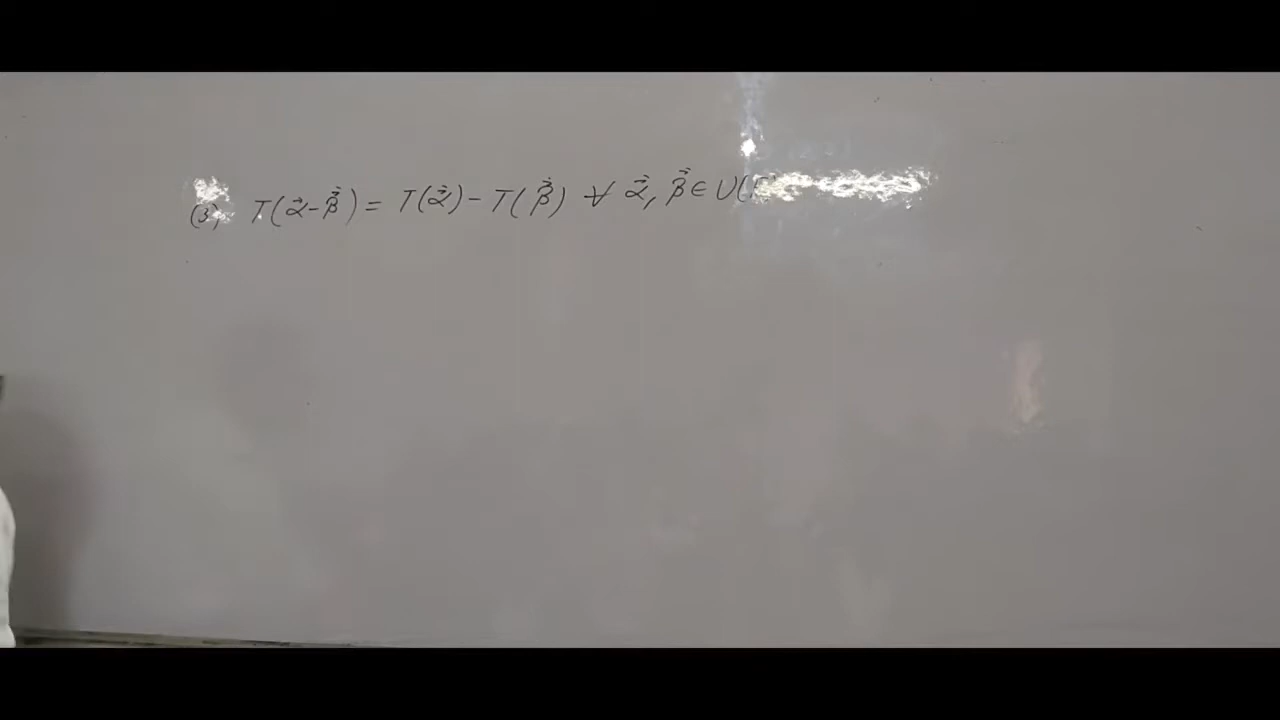 (3), T(α⃗-β⃗) = T(α⃗) - T(β⃗) ∀ α⃗, β⃗ ∈ U(F)